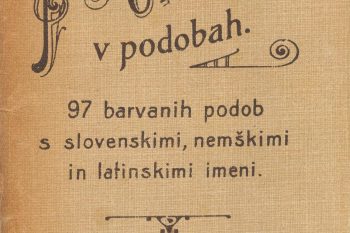 v podobah.
97 barvanih podob
s slovenskimi, nemškimi
in latinskimi imeni.